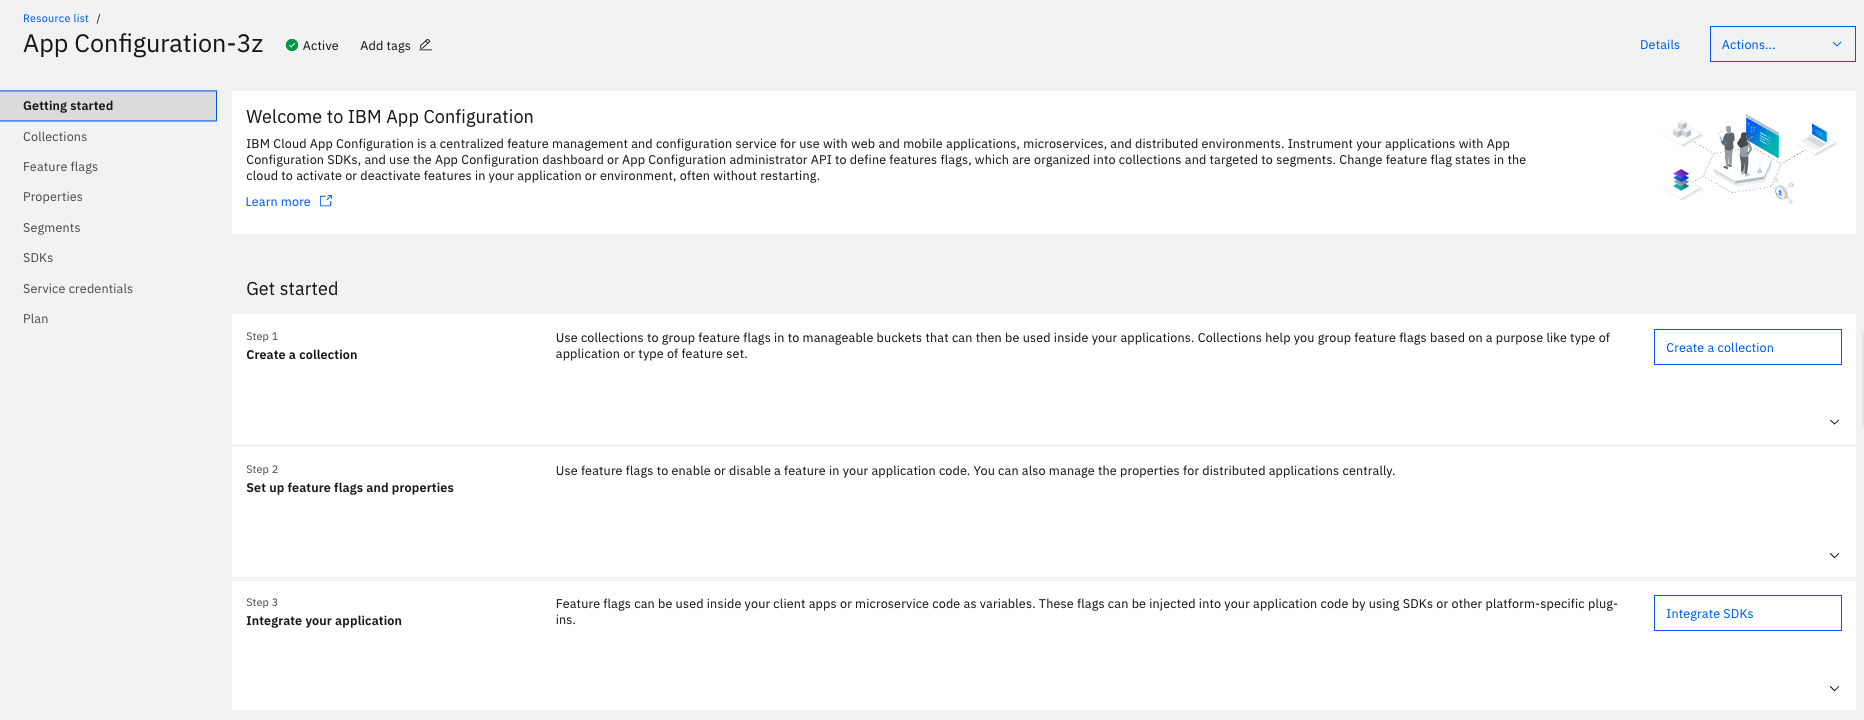 Resource list /
App Configuration-3z
Active
Add tags
Details
Actions...
Getting started
Collections
Feature flags
Properties
Segments
SDKs
Service credentials
Plan
Welcome to IBM App Configuration
IBM Cloud App Configuration is a centralized feature management and configuration service for use with web and mobile applications, microservices, and distributed environments. Instrument your applications with App
Configuration SDKs, and use the App Configuration dashboard or App Configuration administrator API to define features flags, which are organized into collections and targeted to segments. Change feature flag states in the
cloud to activate or deactivate features in your application or environment, often without restarting.
Learn more
Get started
Step 1
Create a collection
Use collections to group feature flags in to manageable buckets that can then be used inside your applications. Collections help you group feature flags based on a purpose like type of
application or type of feature set.
Create a collection
Step 2
Set up feature flags and properties
Use feature flags to enable or disable a feature in your application code. You can also manage the properties for distributed applications centrally.
Step 3
Integrate your application
Feature flags can be used inside your client apps or microservice code as variables. These flags can be injected into your application code by using SDKs or other platform-specific plug-
ins.
Integrate SDKs